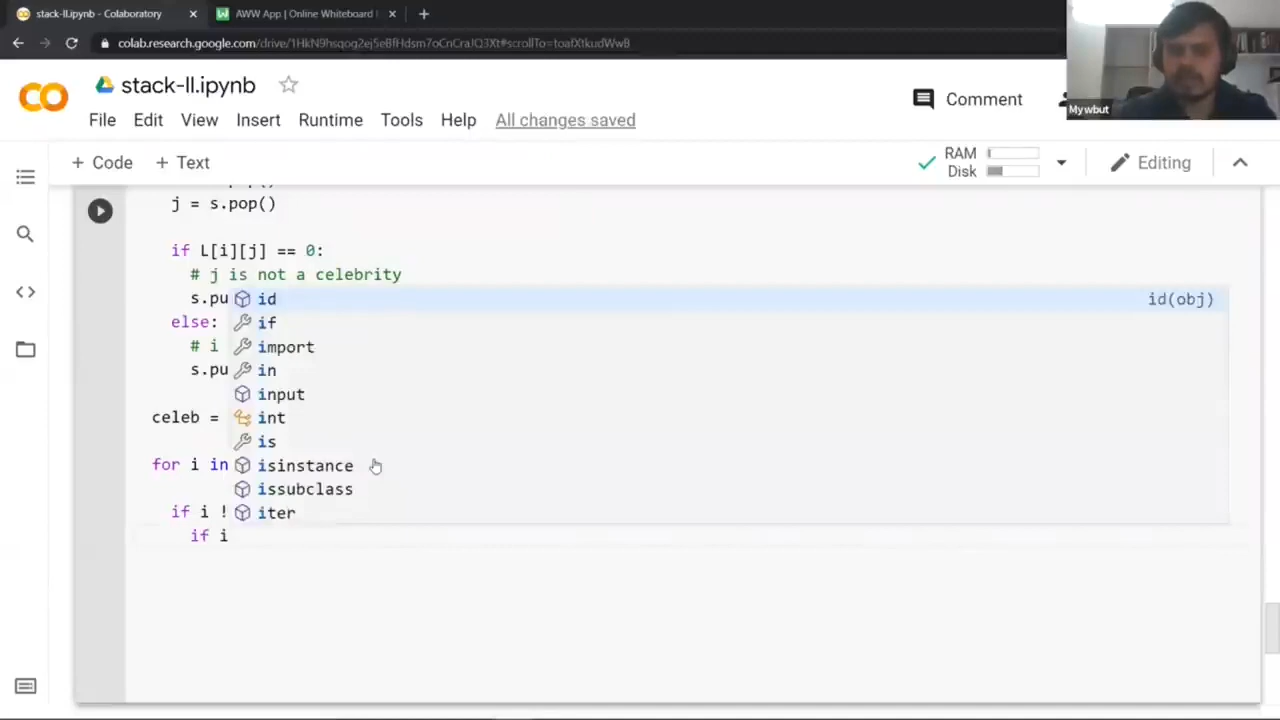 stack-ll.ipynb - Colaboratory
AWW App | Online Whiteboard
colab.research.google.com/drive/
stack-ll.ipynb
Comment
Mywbut
File Edit View Insert Runtime Tools Help All changes saved
+ Code + Text
RAM
Disk
Editing
j = s.pop()
if L[i][j] == 0:
# j is not a celebrity
s.pu
id
id(obj)
else:
if
# i
import
s.pu
in
input
celeb =
int
is
for i in
isinstance
issubclass
if i !
iter
if i